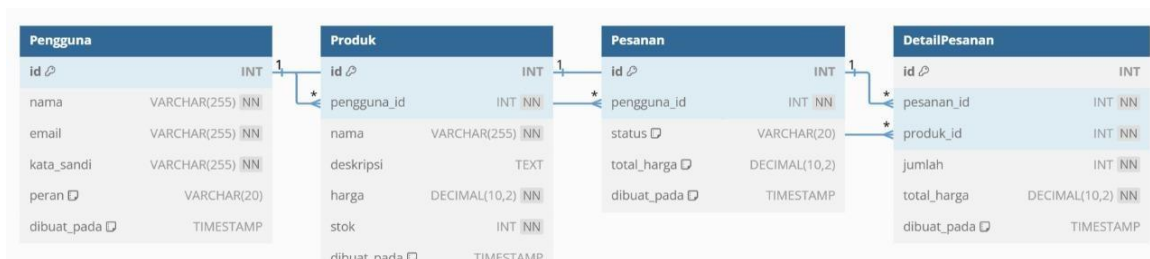 Pengguna
id INT
nama VARCHAR(255) NN
email VARCHAR(255) NN
kata_sandi VARCHAR(255) NN
peran VARCHAR(20)
dibuat_pada TIMESTAMP
1
*
Produk
id INT
pengguna_id INT NN
nama VARCHAR(255) NN
deskripsi TEXT
harga DECIMAL(10,2) NN
stok INT NN
dibuat_pada TIMESTAMP
1
*
Pesanan
id INT
pengguna_id INT NN
status VARCHAR(20)
total_harga DECIMAL(10,2)
dibuat_pada TIMESTAMP
1
*
*
DetailPesanan
id INT
pesanan_id INT NN
produk_id INT NN
jumlah INT NN
total_harga DECIMAL(10,2) NN
dibuat_pada TIMESTAMP